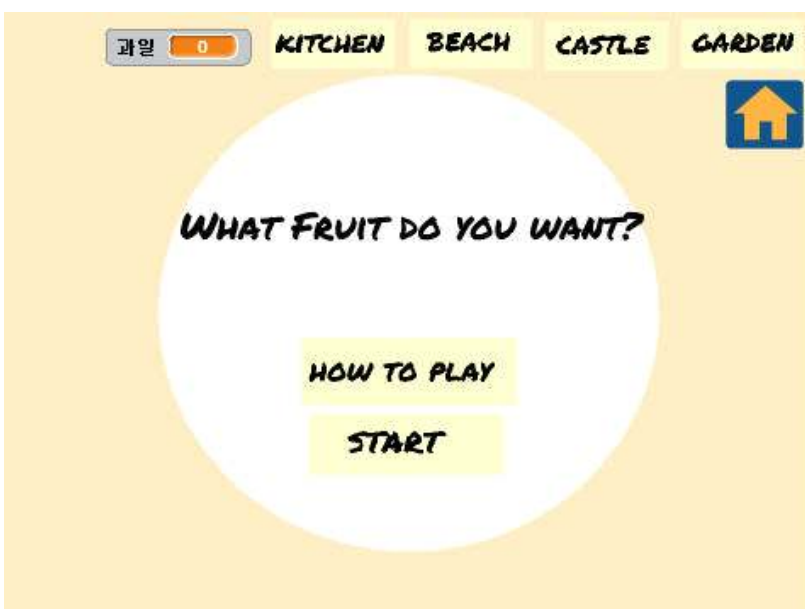 과일 0 KITCHEN BEACH CASTLE GARDEN
WHAT FRUIT DO YOU WANT?
HOW TO PLAY
START